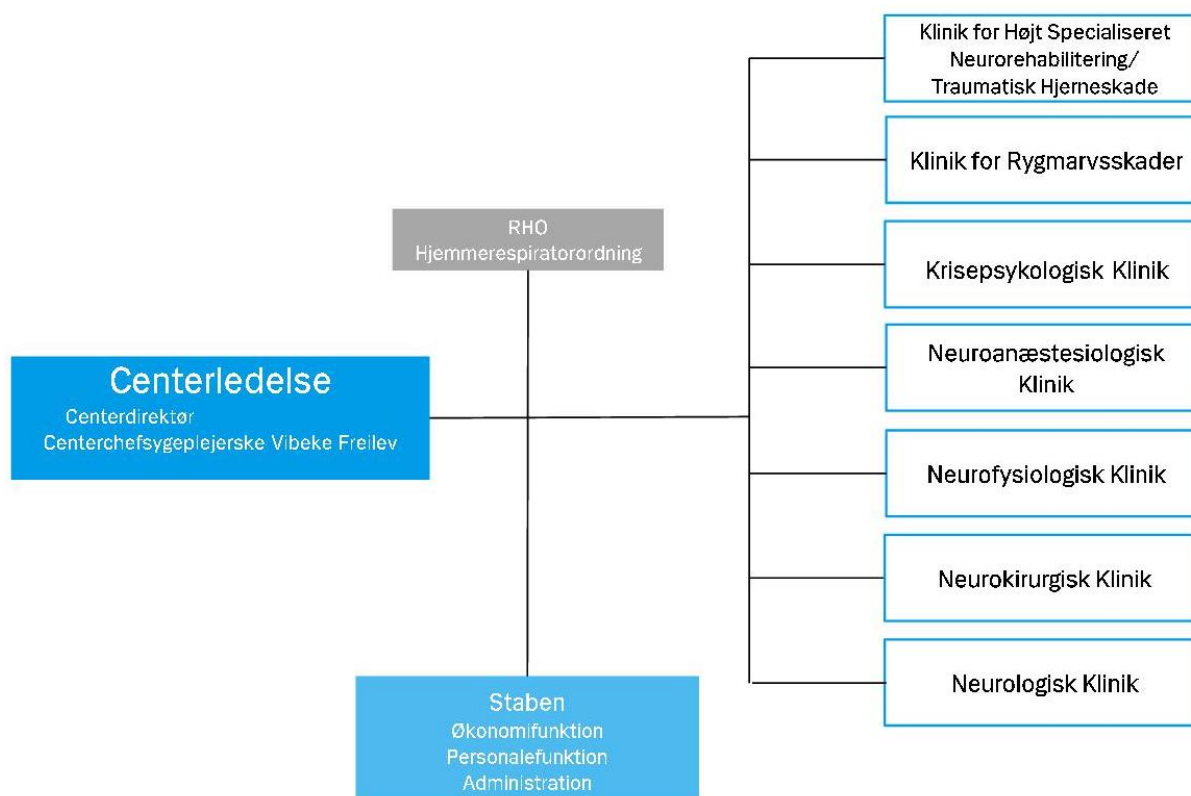 Klinik for Højt Specialiseret
Neurorehabilitering/
Traumatisk Hjerneskade
Klinik for Rygmarvsskader
RHO
Hjemmerespiratorordning
Krisepsykologisk Klinik
Neuroanæstesiologisk
Klinik
Centerledelse
Centerdirektør
Centerchefsygeplejerske Vibeke Freilev
Neurofysiologisk Klinik
Neurokirurgisk Klinik
Neurologisk Klinik
Staben
Økonomifunktion
Personalefunktion
Administration